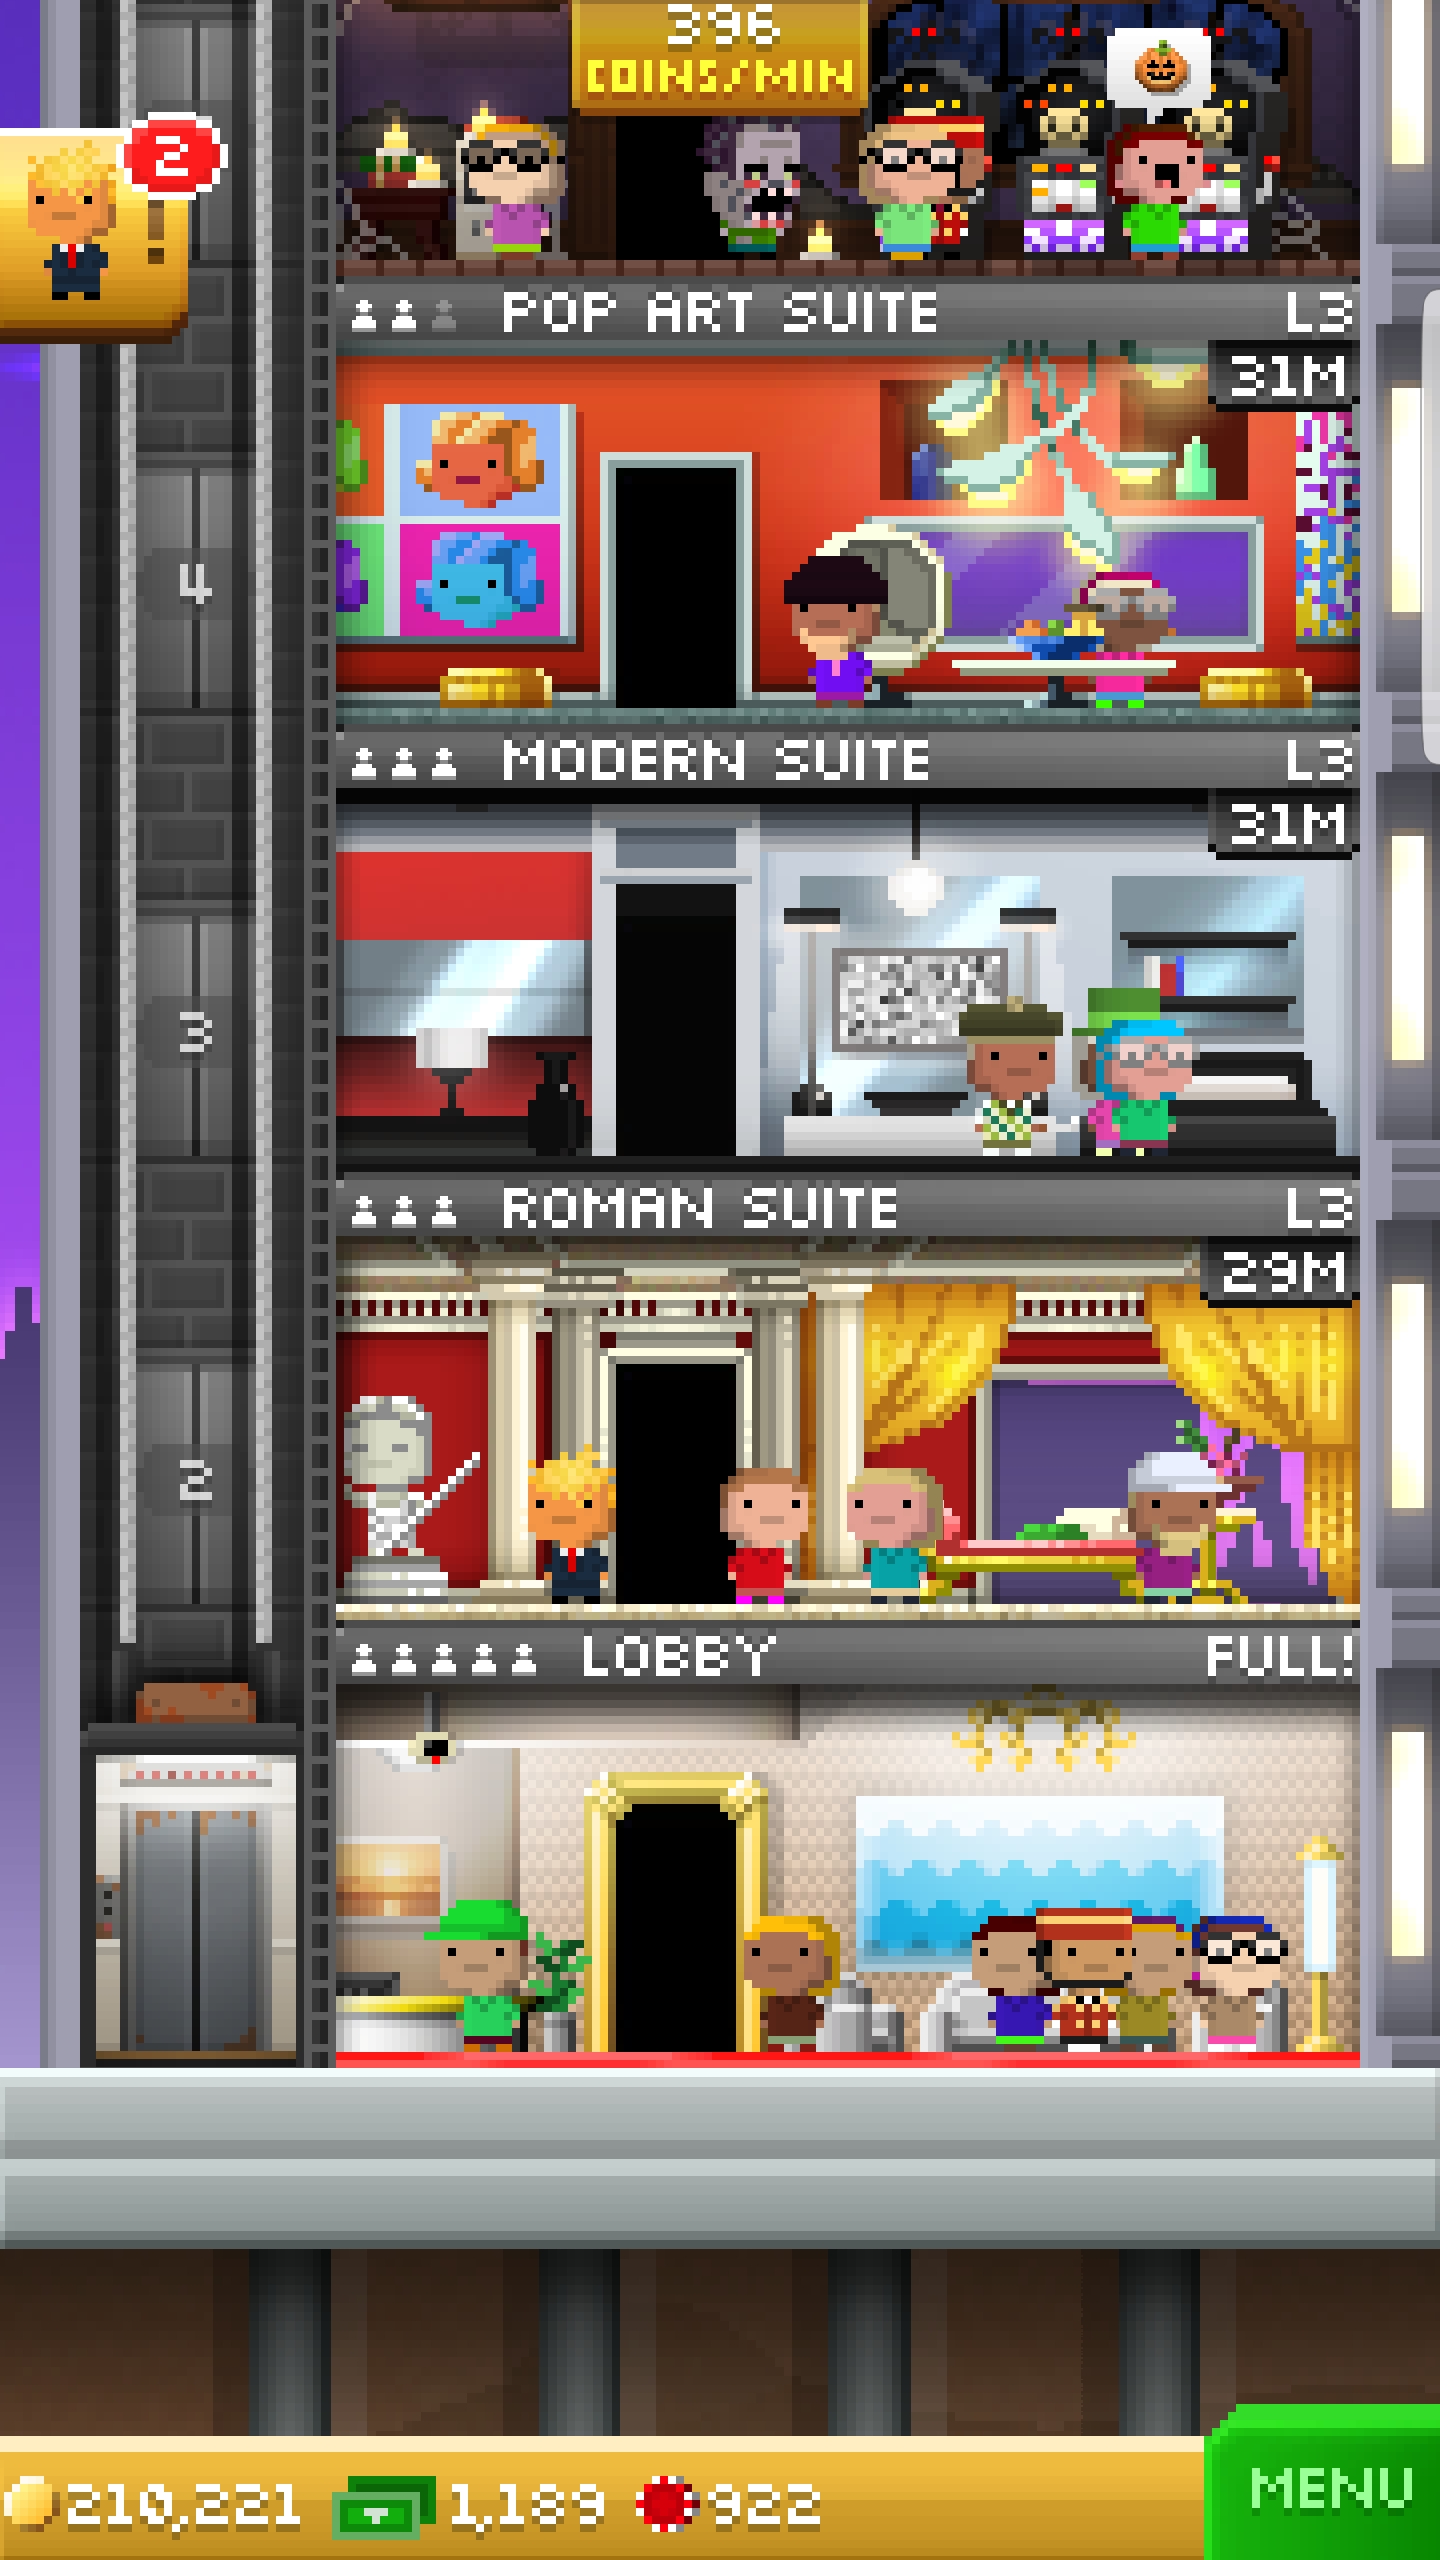 396
COINS/MIN
2
!
POP ART SUITE L3
31M
4
MODERN SUITE L3
31M
3
ROMAN SUITE L3
29M
2
LOBBY FULL!
210,221 1,189 922
MENU